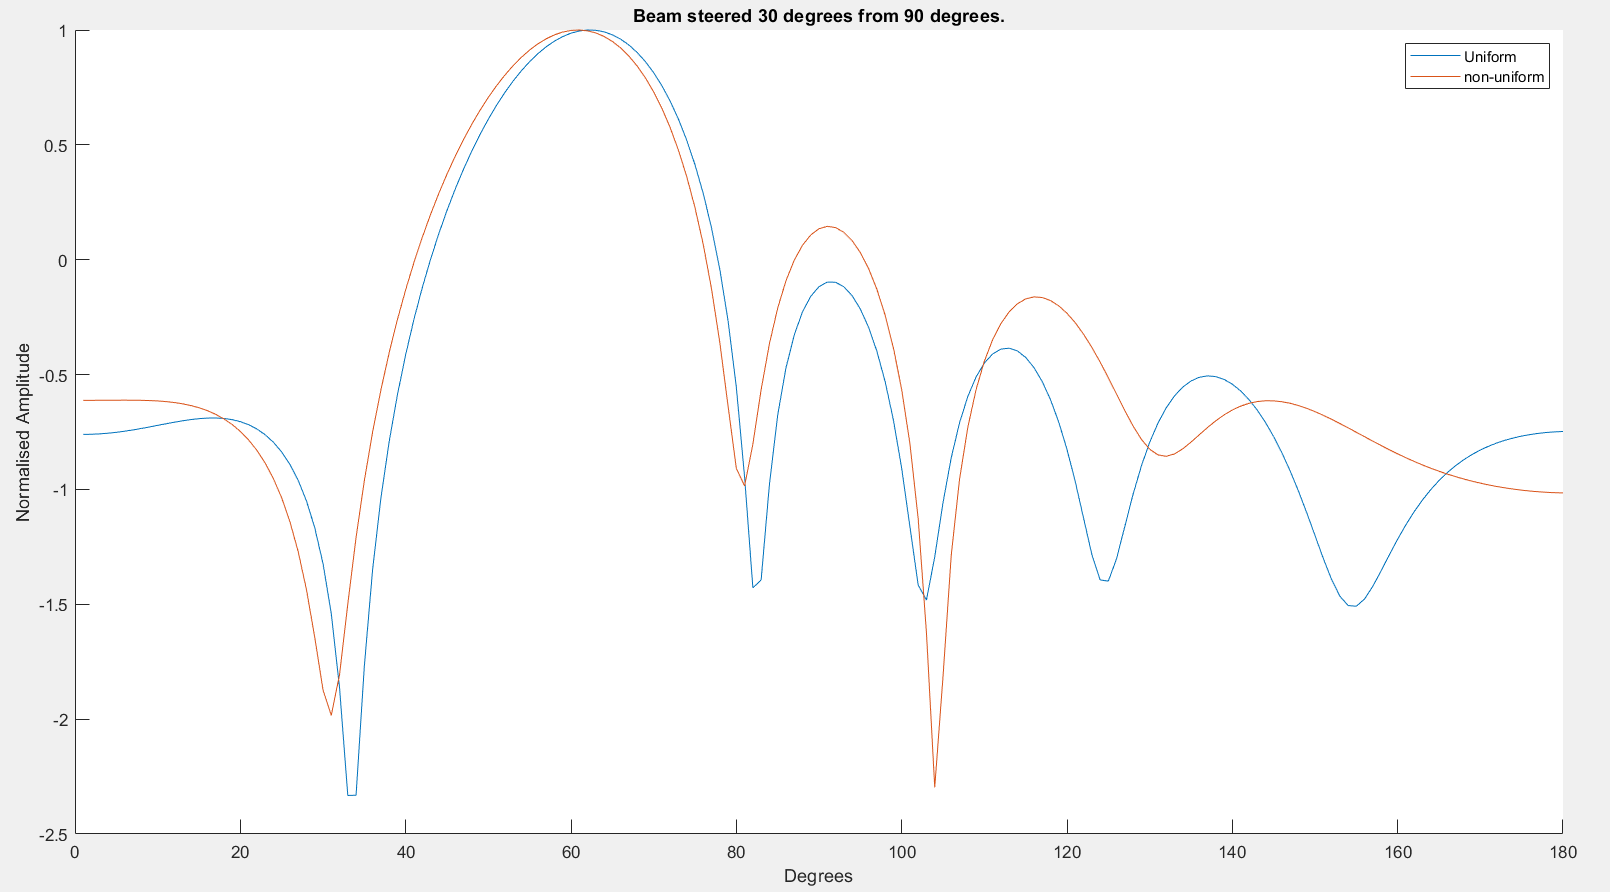 Beam steered 30 degrees from 90 degrees.
Uniform
non-uniform
1
0.5
0
-0.5
-1
-1.5
-2
-2.5
Normalised Amplitude
0 20 40 60 80 100 120 140 160 180
Degrees